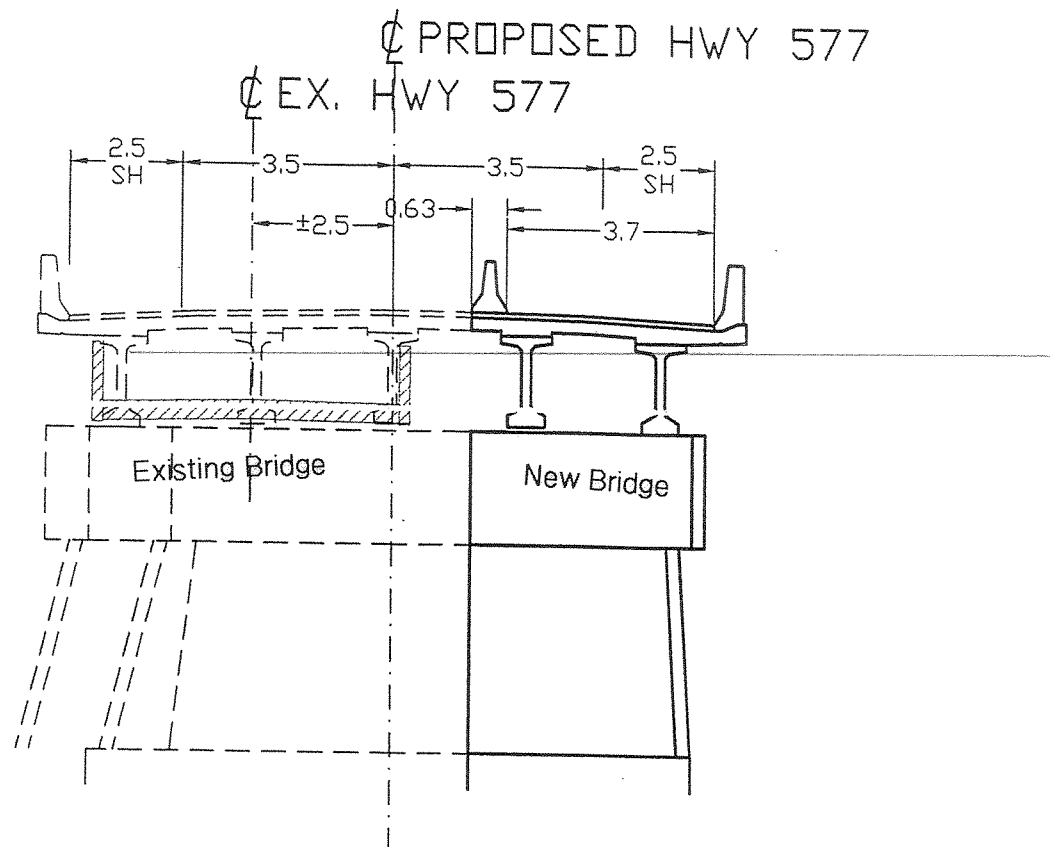 ℄ PROPOSED HWY 577
℄ EX. HWY 577
2.5
SH
3.5
3.5
2.5
SH
0.63
±2.5
3.7
Existing Bridge
New Bridge